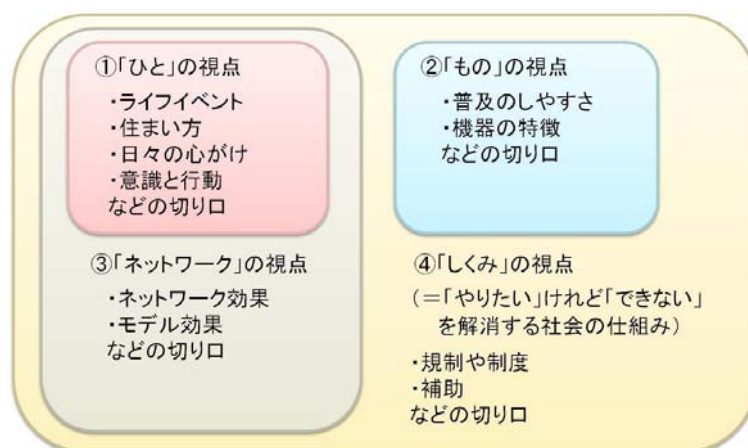 ①「ひと」の視点
・ライフイベント
・住まい方
・日々の心がけ
・意識と行動
などの切り口
②「もの」の視点
・普及のしやすさ
・機器の特徴
などの切り口
③「ネットワーク」の視点
・ネットワーク効果
・モデル効果
などの切り口
④「しくみ」の視点
(=「やりたい」けれど「できない」
を解消する社会の仕組み)
・規制や制度
・補助
などの切り口